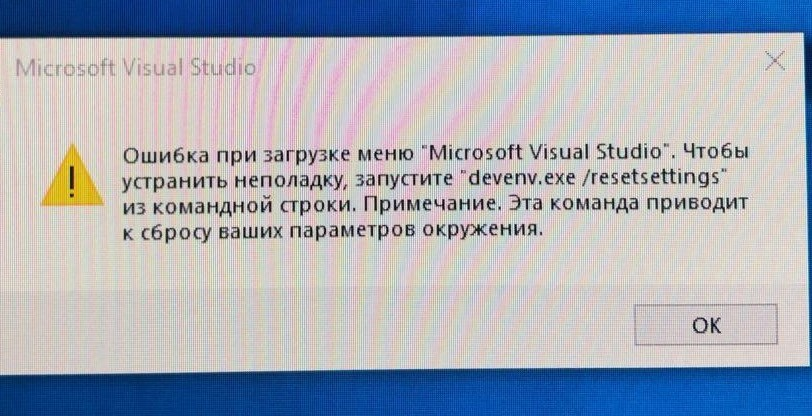 Microsoft Visual Studio
Ошибка при загрузке меню "Microsoft Visual Studio". Чтобы
устранить неполадку, запустите "devenv.exe /resetsettings"
из командной строки. Примечание. Эта команда приводит
к сбросу ваших параметров окружения.
OK